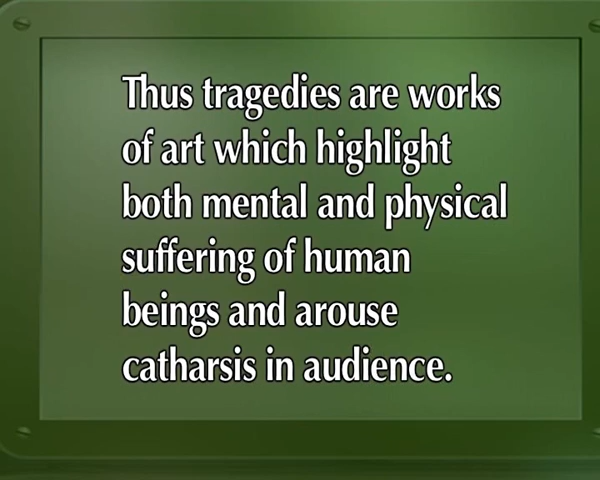 Thus tragedies are works
of art which highlight
both mental and physical
suffering of human
beings and arouse
catharsis in audience.